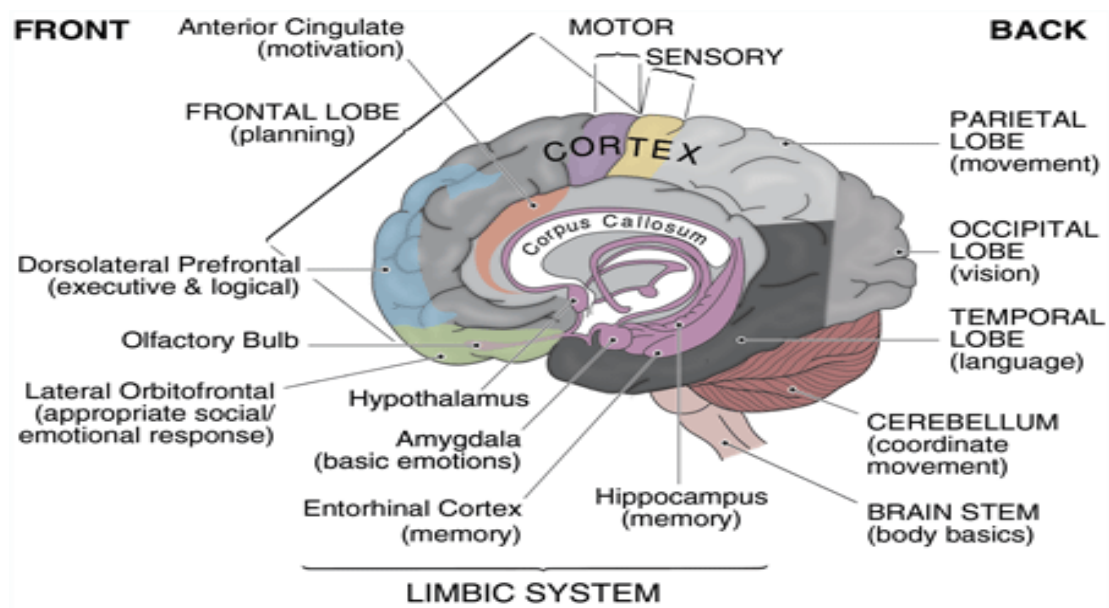 FRONT
Anterior Cingulate
(motivation)
MOTOR
SENSORY
BACK
FRONTAL LOBE
(planning)
CORTEX
PARIETAL
LOBE
(movement)
Corpus Callosum
OCCIPITAL
LOBE
(vision)
Dorsolateral Prefrontal
(executive & logical)
Olfactory Bulb
TEMPORAL
LOBE
(language)
Lateral Orbitofrontal
(appropriate social/
emotional response)
Hypothalamus
Amygdala
(basic emotions)
CEREBELLUM
(coordinate
movement)
Entorhinal Cortex
(memory)
Hippocampus
(memory)
BRAIN STEM
(body basics)
LIMBIC SYSTEM